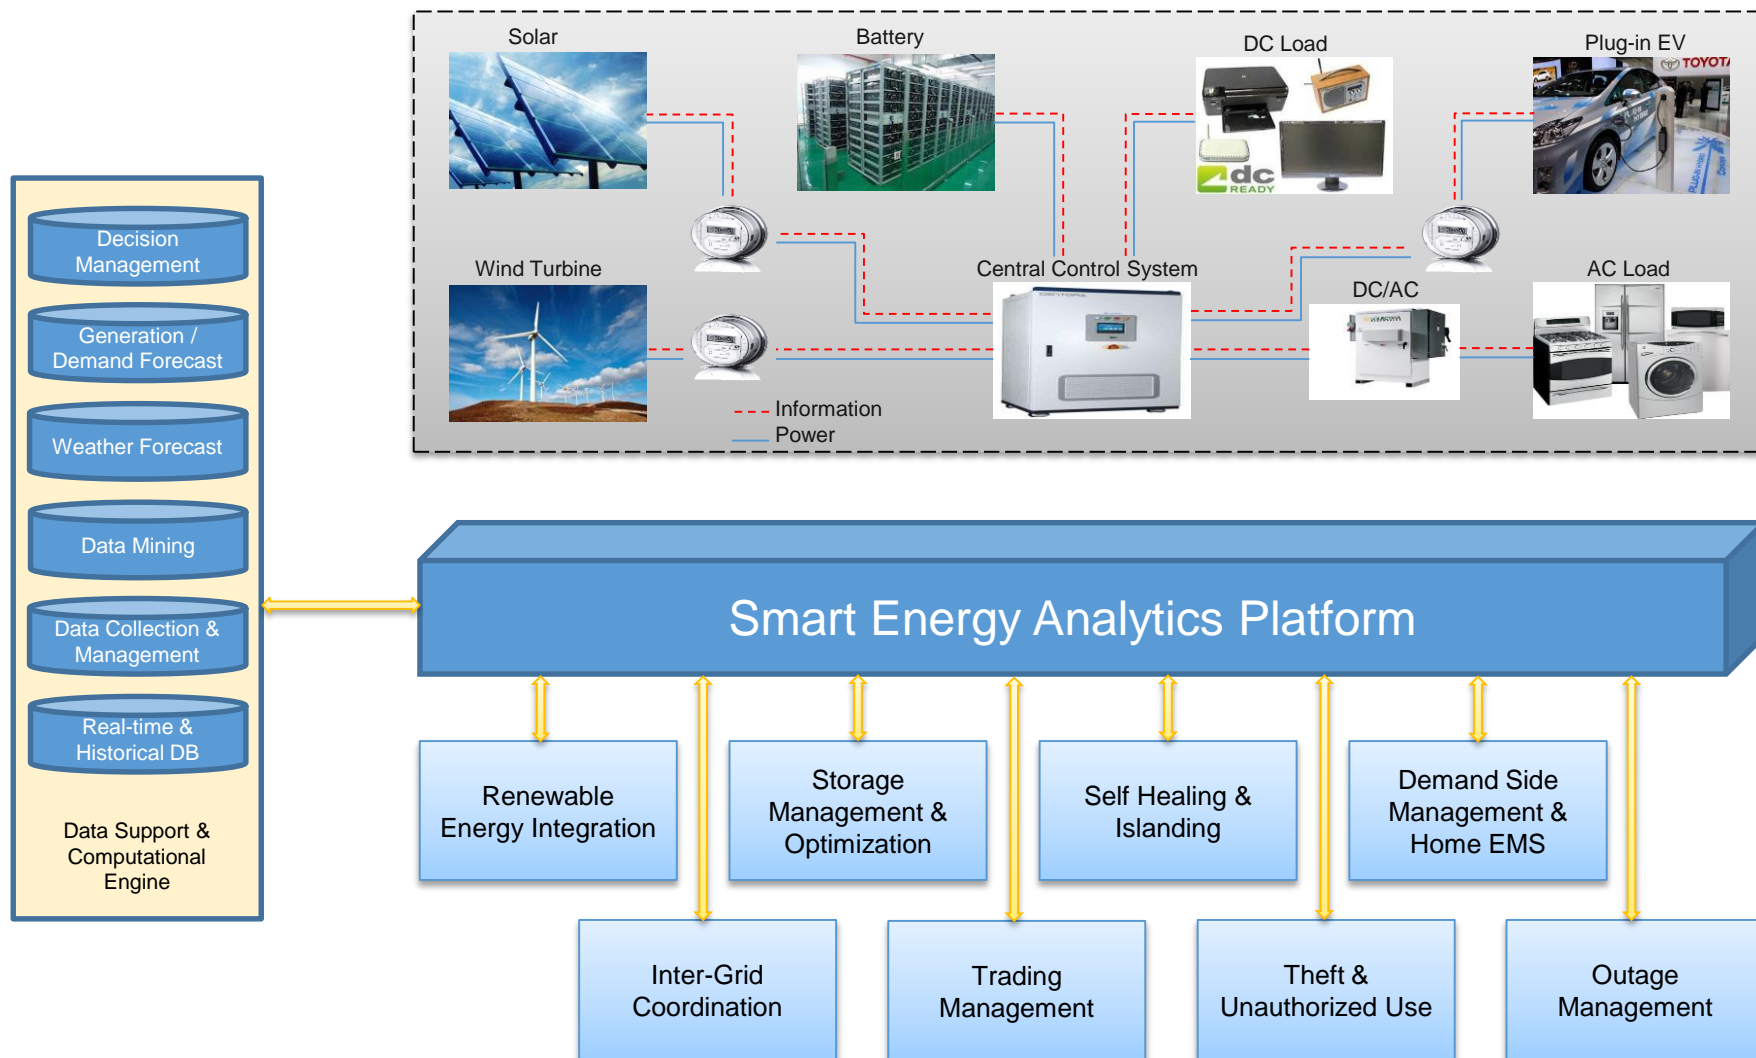 Solar
Battery
DC Load
Plug-in EV
TOYOTA
dc
READY
Wind Turbine
Central Control System
DC/AC
AC Load
Information
Power
Decision
Management
Generation /
Demand Forecast
Weather Forecast
Data Mining
Data Collection &
Management
Real-time &
Historical DB
Data Support &
Computational
Engine
Smart Energy Analytics Platform
Renewable
Energy Integration
Storage
Management &
Optimization
Self Healing &
Islanding
Demand Side
Management &
Home EMS
Inter-Grid
Coordination
Trading
Management
Theft &
Unauthorized Use
Outage
Management